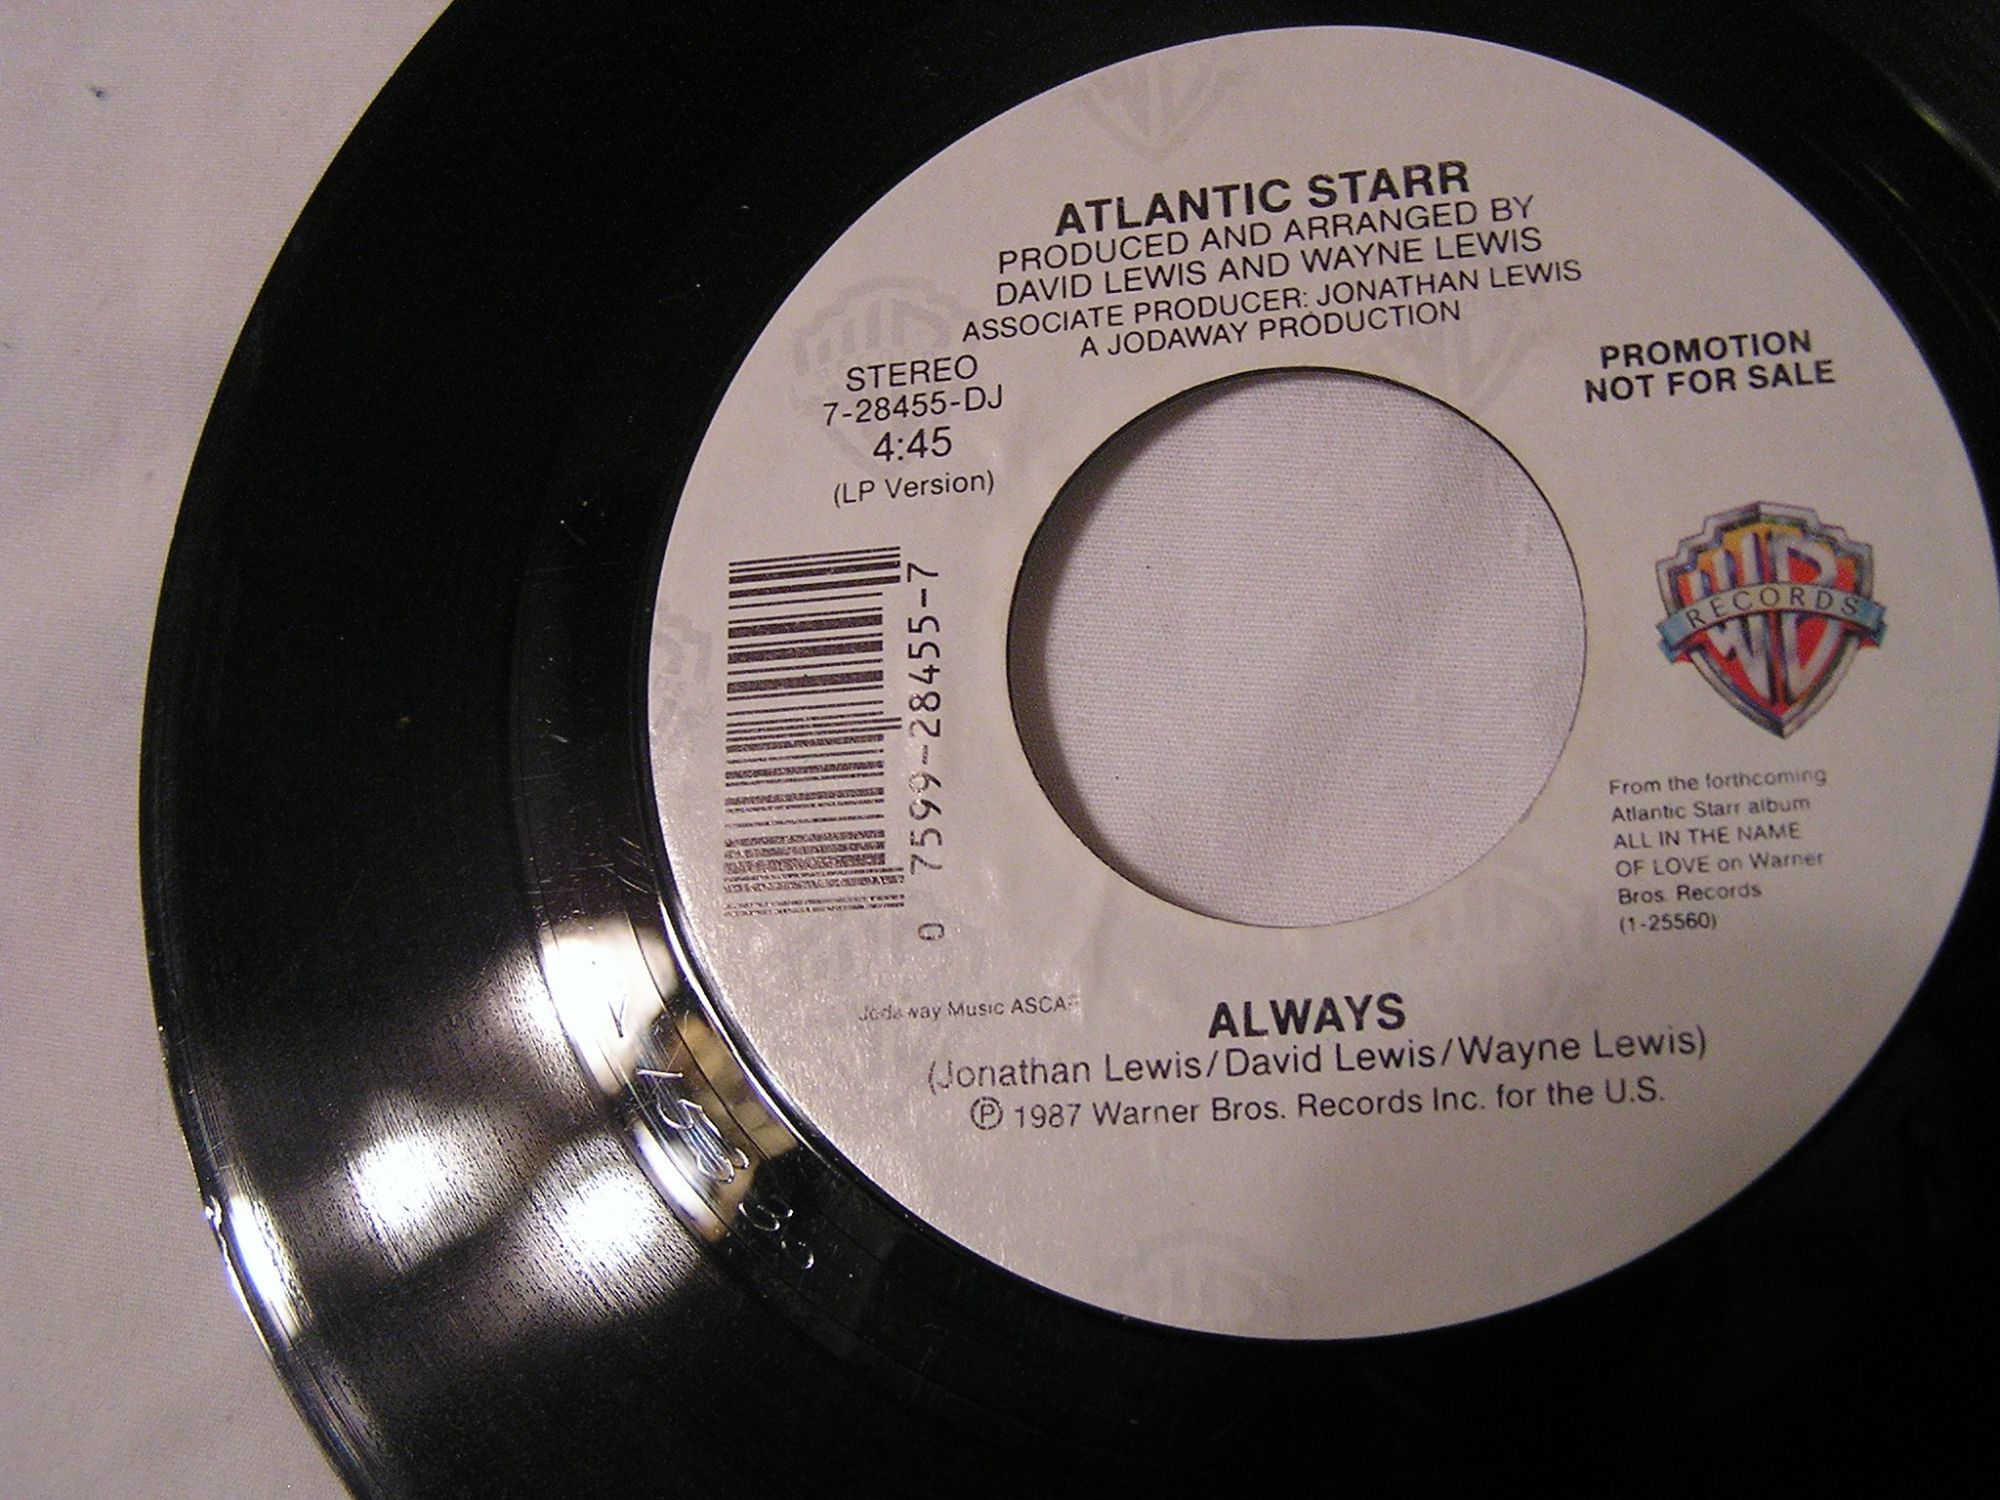 ATLANTIC STARR
PRODUCED AND ARRANGED BY
DAVID LEWIS AND WAYNE LEWIS
ASSOCIATE PRODUCER: JONATHAN LEWIS
A JODAWAY PRODUCTION
STEREO
7-28455-DJ
4:45
(LP Version)
PROMOTION
NOT FOR SALE
0 7599-28455-7
WB
RECORDS
From the forthcoming
Atlantic Starr album
ALL IN THE NAME
OF LOVE on Warner
Bros. Records
(1-25560)
Jodaway Music ASCAP
ALWAYS
(Jonathan Lewis/David Lewis/Wayne Lewis)
℗ 1987 Warner Bros. Records Inc. for the U.S.